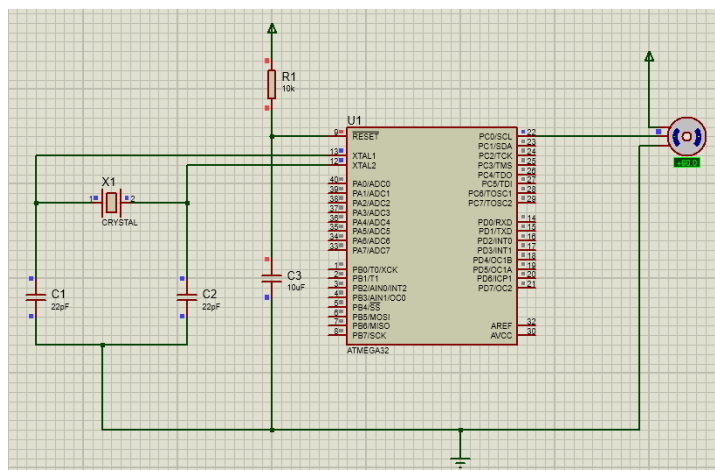 R1
10k
U1
9 RESET
13 XTAL1
12 XTAL2
40 PA0/ADC0
39 PA1/ADC1
38 PA2/ADC2
37 PA3/ADC3
36 PA4/ADC4
35 PA5/ADC5
34 PA6/ADC6
33 PA7/ADC7
1 PB0/T0/XCK
2 PB1/T1
3 PB2/AIN0/INT2
4 PB3/AIN1/OC0
5 PB4/SS
6 PB5/MOSI
7 PB6/MISO
8 PB7/SCK
PC0/SCL 22
PC1/SDA 23
PC2/TCK 24
PC3/TMS 25
PC4/TDO 26
PC5/TDI 27
PC6/TOSC1 28
PC7/TOSC2 29
PD0/RXD 14
PD1/TXD 15
PD2/INT0 16
PD3/INT1 17
PD4/OC1B 18
PD5/OC1A 19
PD6/ICP1 20
PD7/OC2 21
AREF 32
AVCC 30
ATMEGA32
X1
1 2
CRYSTAL
C1
22pF
C2
22pF
C3
10uF
+90.0